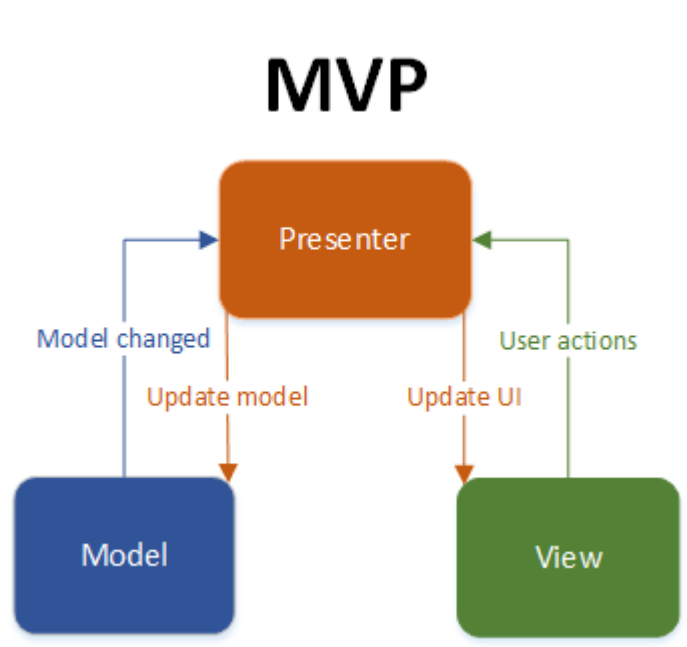 MVP
Presenter
Model changed
User actions
Update model
Update UI
Model
View